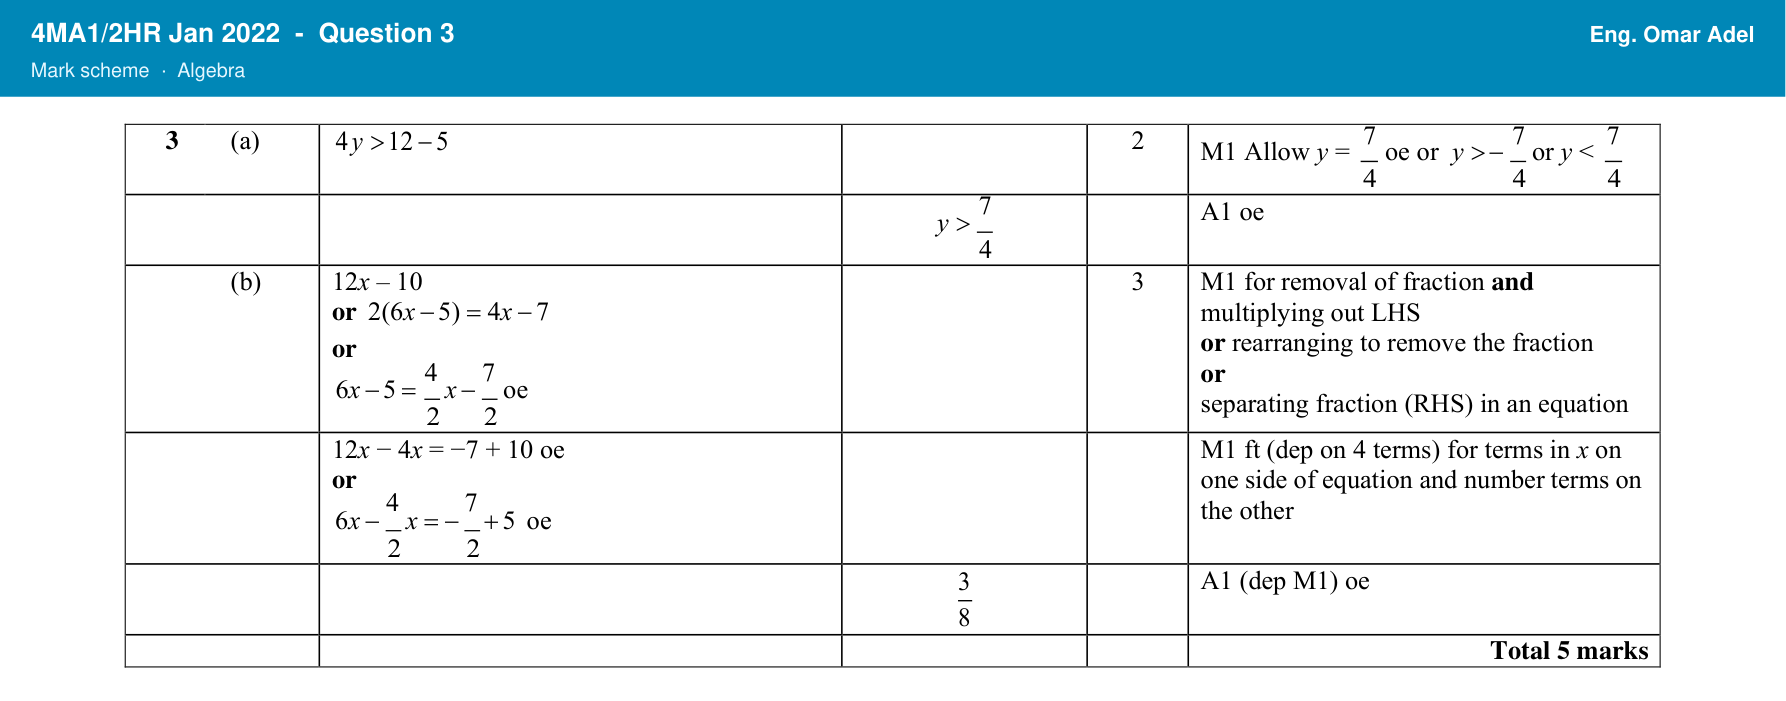 4MA1/2HR Jan 2022 - Question 3
Eng. Omar Adel
Mark scheme · Algebra
3 (a) 4y > 12 – 5 2 M1 Allow y = 7/4 oe or y > – 7/4 or y < 7/4
y > 7/4 A1 oe
(b) 12x – 10
or 2(6x – 5) = 4x – 7
or
6x – 5 = 4/2 x – 7/2 oe
3
M1 for removal of fraction and
multiplying out LHS
or rearranging to remove the fraction
or
separating fraction (RHS) in an equation
12x − 4x = −7 + 10 oe
or
6x – 4/2 x = – 7/2 + 5 oe
M1 ft (dep on 4 terms) for terms in x on
one side of equation and number terms on
the other
3/8 A1 (dep M1) oe
Total 5 marks